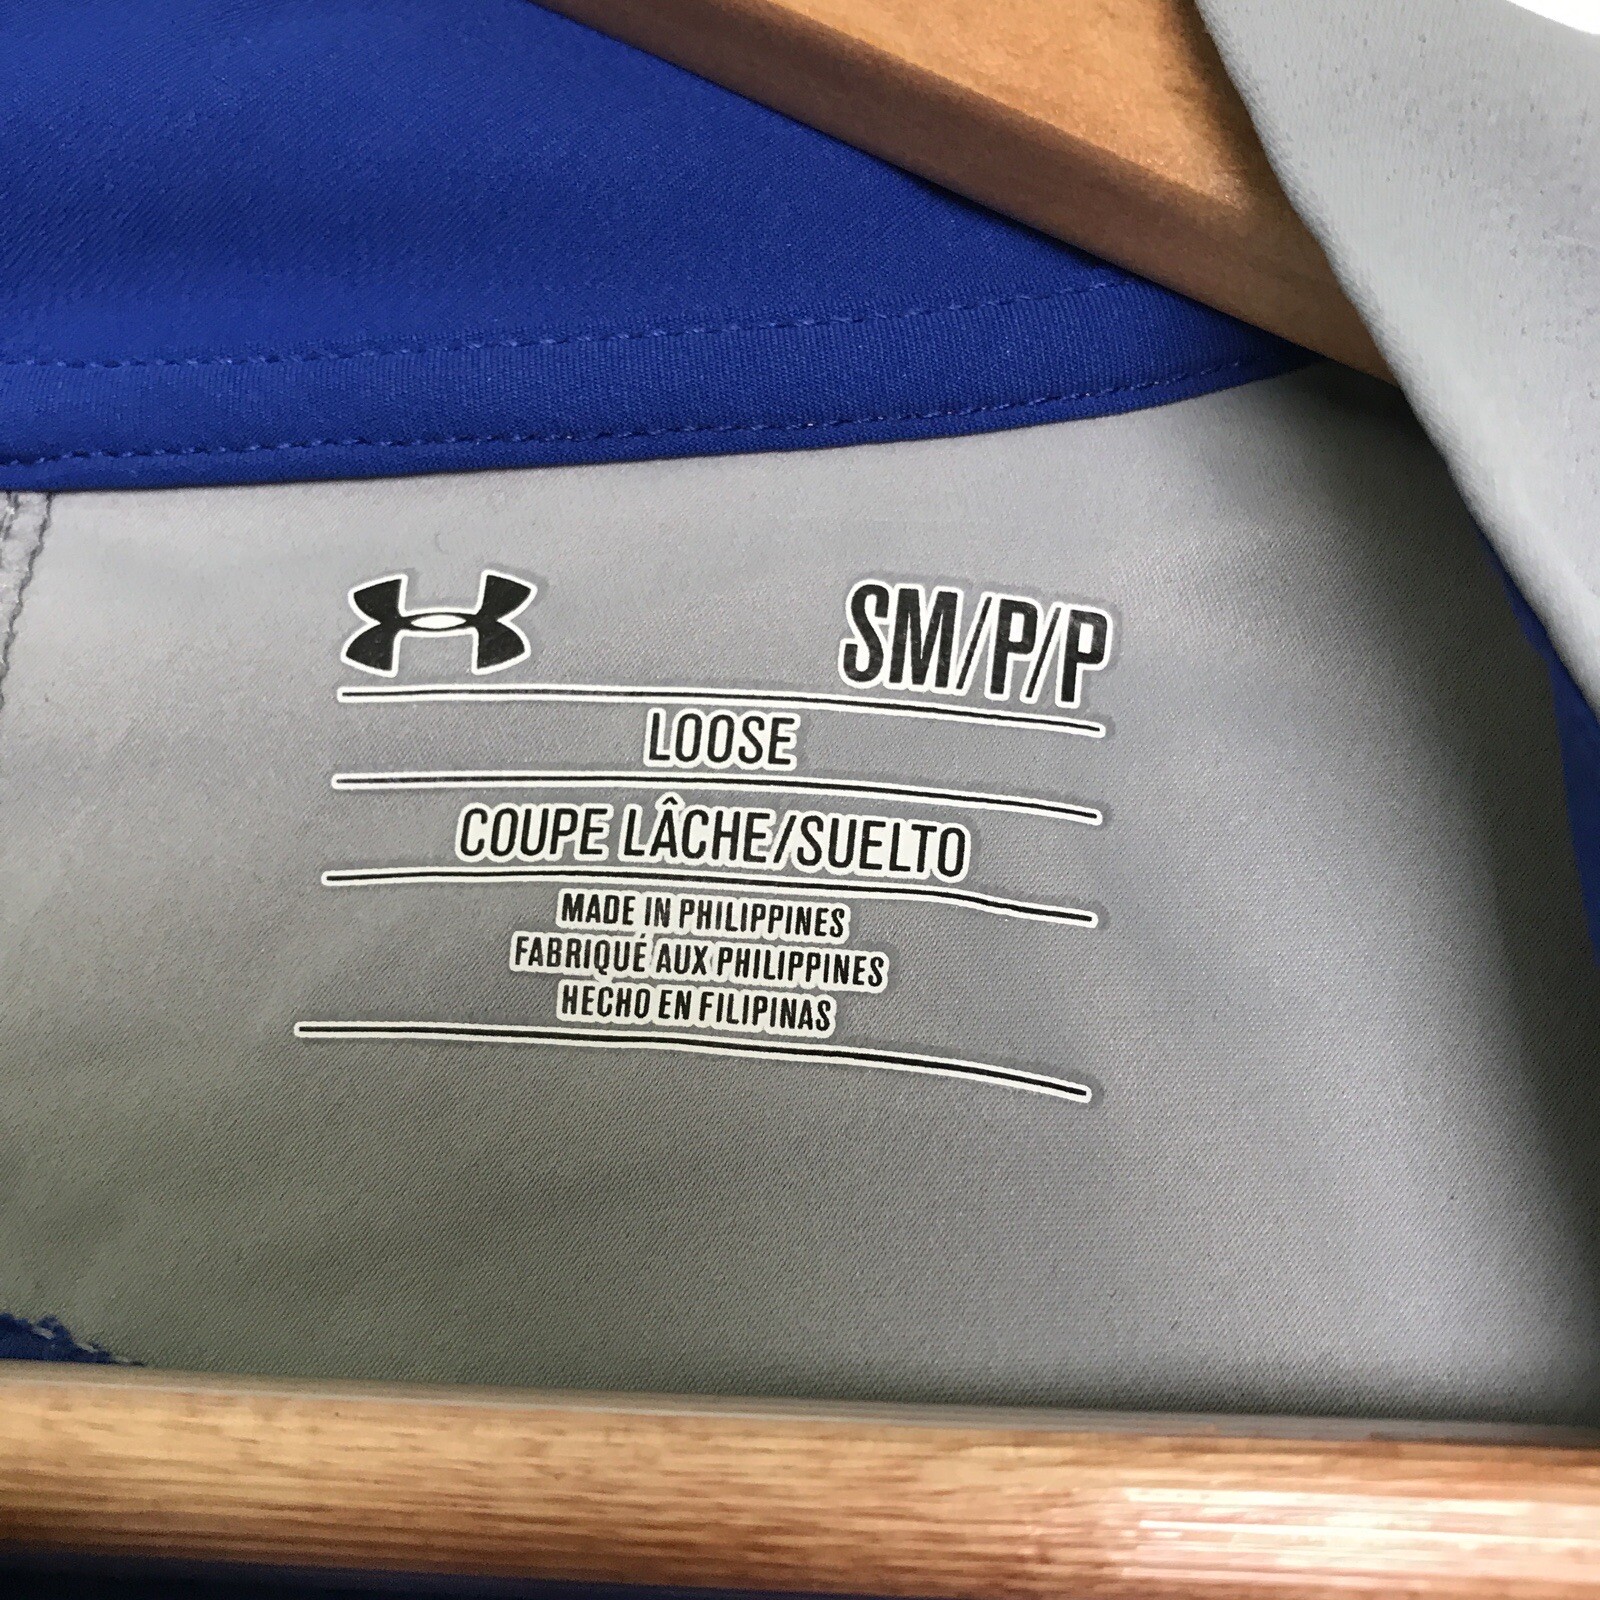 SM/P/P
LOOSE
COUPE LÂCHE/SUELTO
MADE IN PHILIPPINES
FABRIQUÉ AUX PHILIPPINES
HECHO EN FILIPINAS